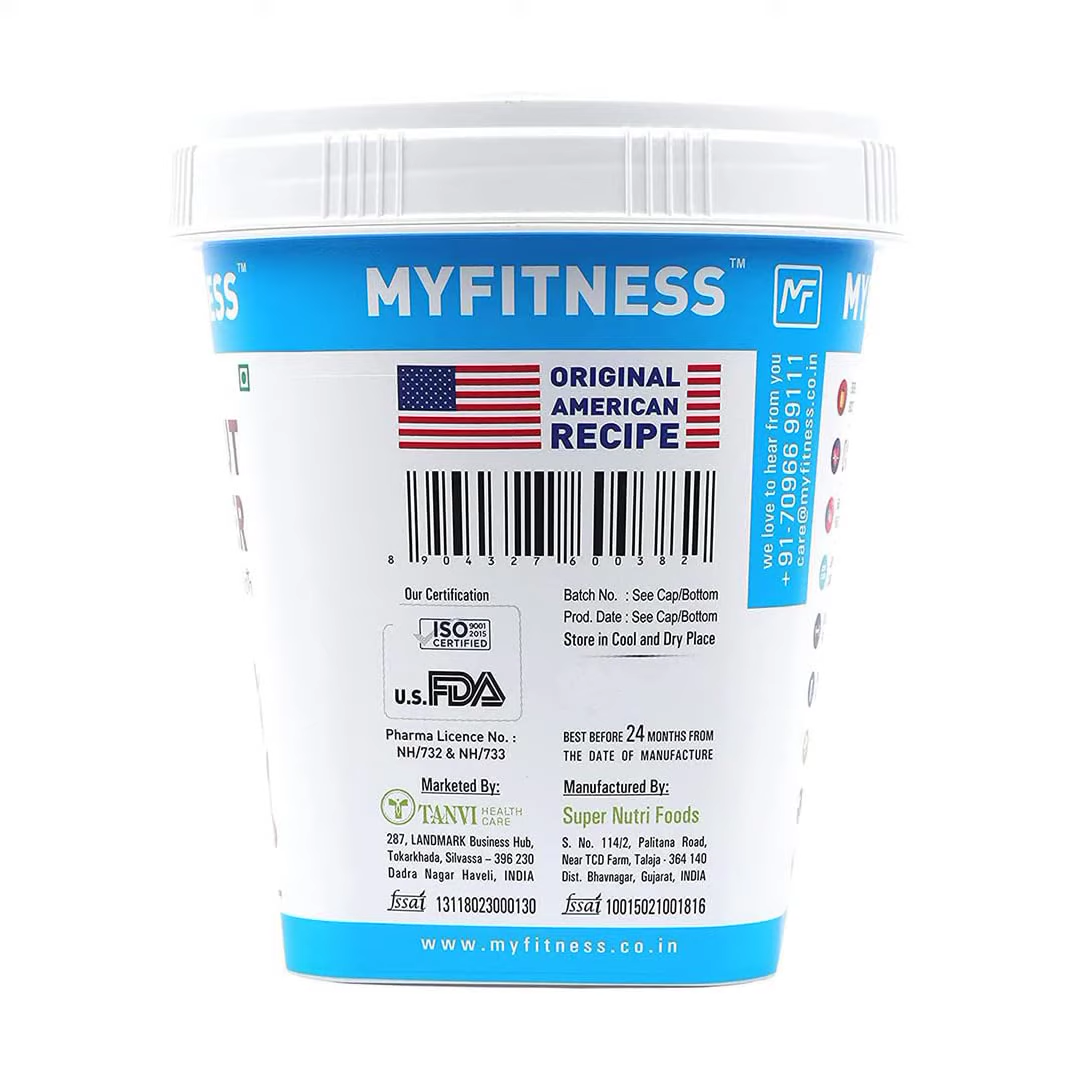 MYFITNESS™
MF
ORIGINAL
AMERICAN
RECIPE
8 904327 600382
Our Certification
ISO 9001 2015
CERTIFIED
U.S. FDA
Pharma Licence No. :
NH/732 & NH/733
Batch No. : See Cap/Bottom
Prod. Date : See Cap/Bottom
Store in Cool and Dry Place
BEST BEFORE 24 MONTHS FROM
THE DATE OF MANUFACTURE
Marketed By:
TANVI HEALTH CARE
287, LANDMARK Business Hub,
Tokarkhada, Silvassa – 396 230
Dadra Nagar Haveli, INDIA
fssai 13118023000130
Manufactured By:
Super Nutri Foods
S. No. 114/2, Palitana Road,
Near TCD Farm, Talaja - 364 140
Dist. Bhavnagar, Gujarat, INDIA
fssai 10015021001816
we love to hear from you
+91-70966 99111
care@myfitness.co.in
ESS™
MY
www.myfitness.co.in